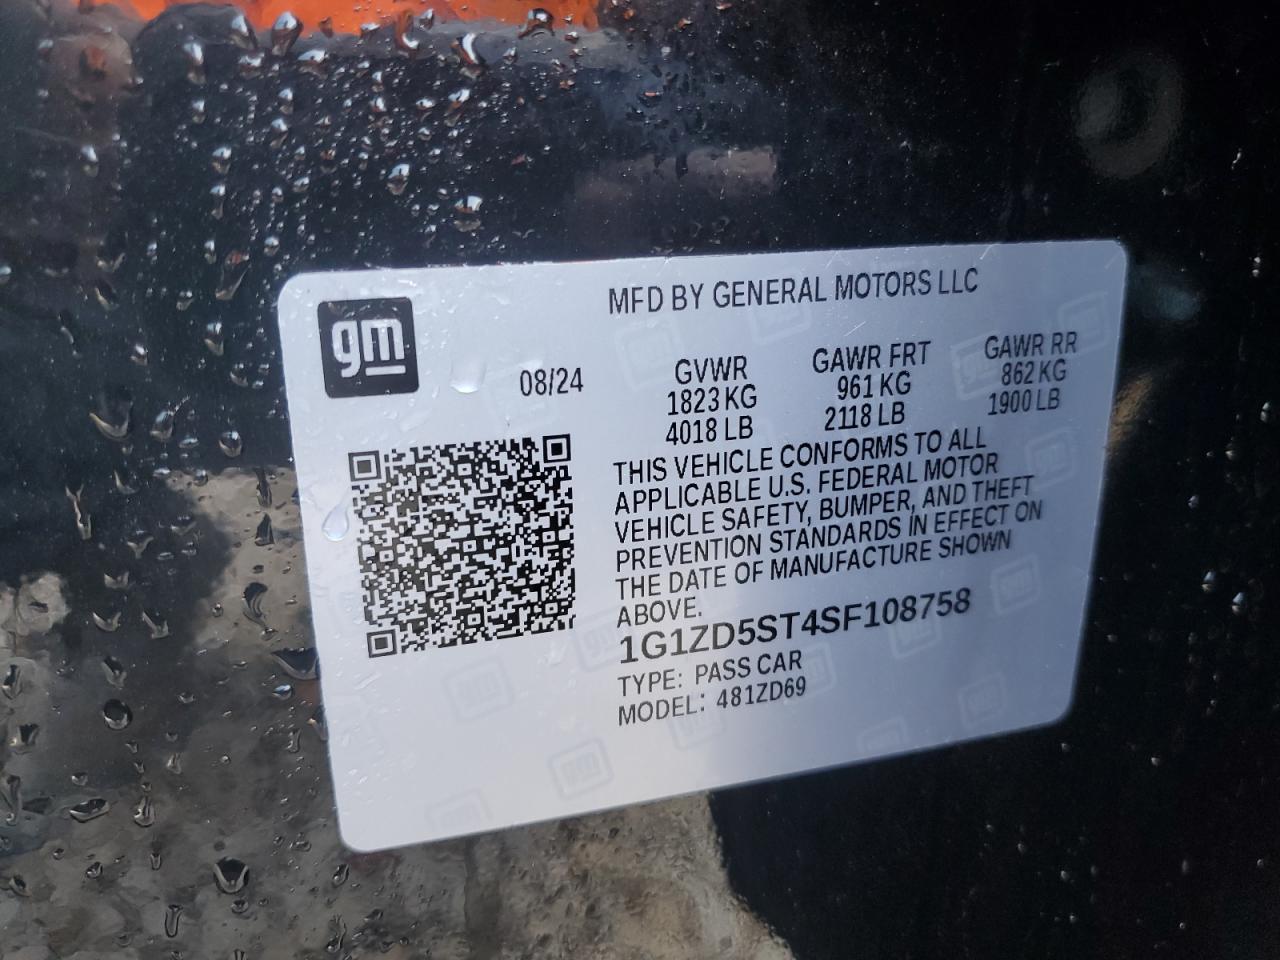 gm
MFD BY GENERAL MOTORS LLC
08/24
GVWR
1823 KG
4018 LB
GAWR FRT
961 KG
2118 LB
GAWR RR
862 KG
1900 LB
THIS VEHICLE CONFORMS TO ALL
APPLICABLE U.S. FEDERAL MOTOR
VEHICLE SAFETY, BUMPER, AND THEFT
PREVENTION STANDARDS IN EFFECT ON
THE DATE OF MANUFACTURE SHOWN
ABOVE.
1G1ZD5ST4SF108758
TYPE: PASS CAR
MODEL: 481ZD69